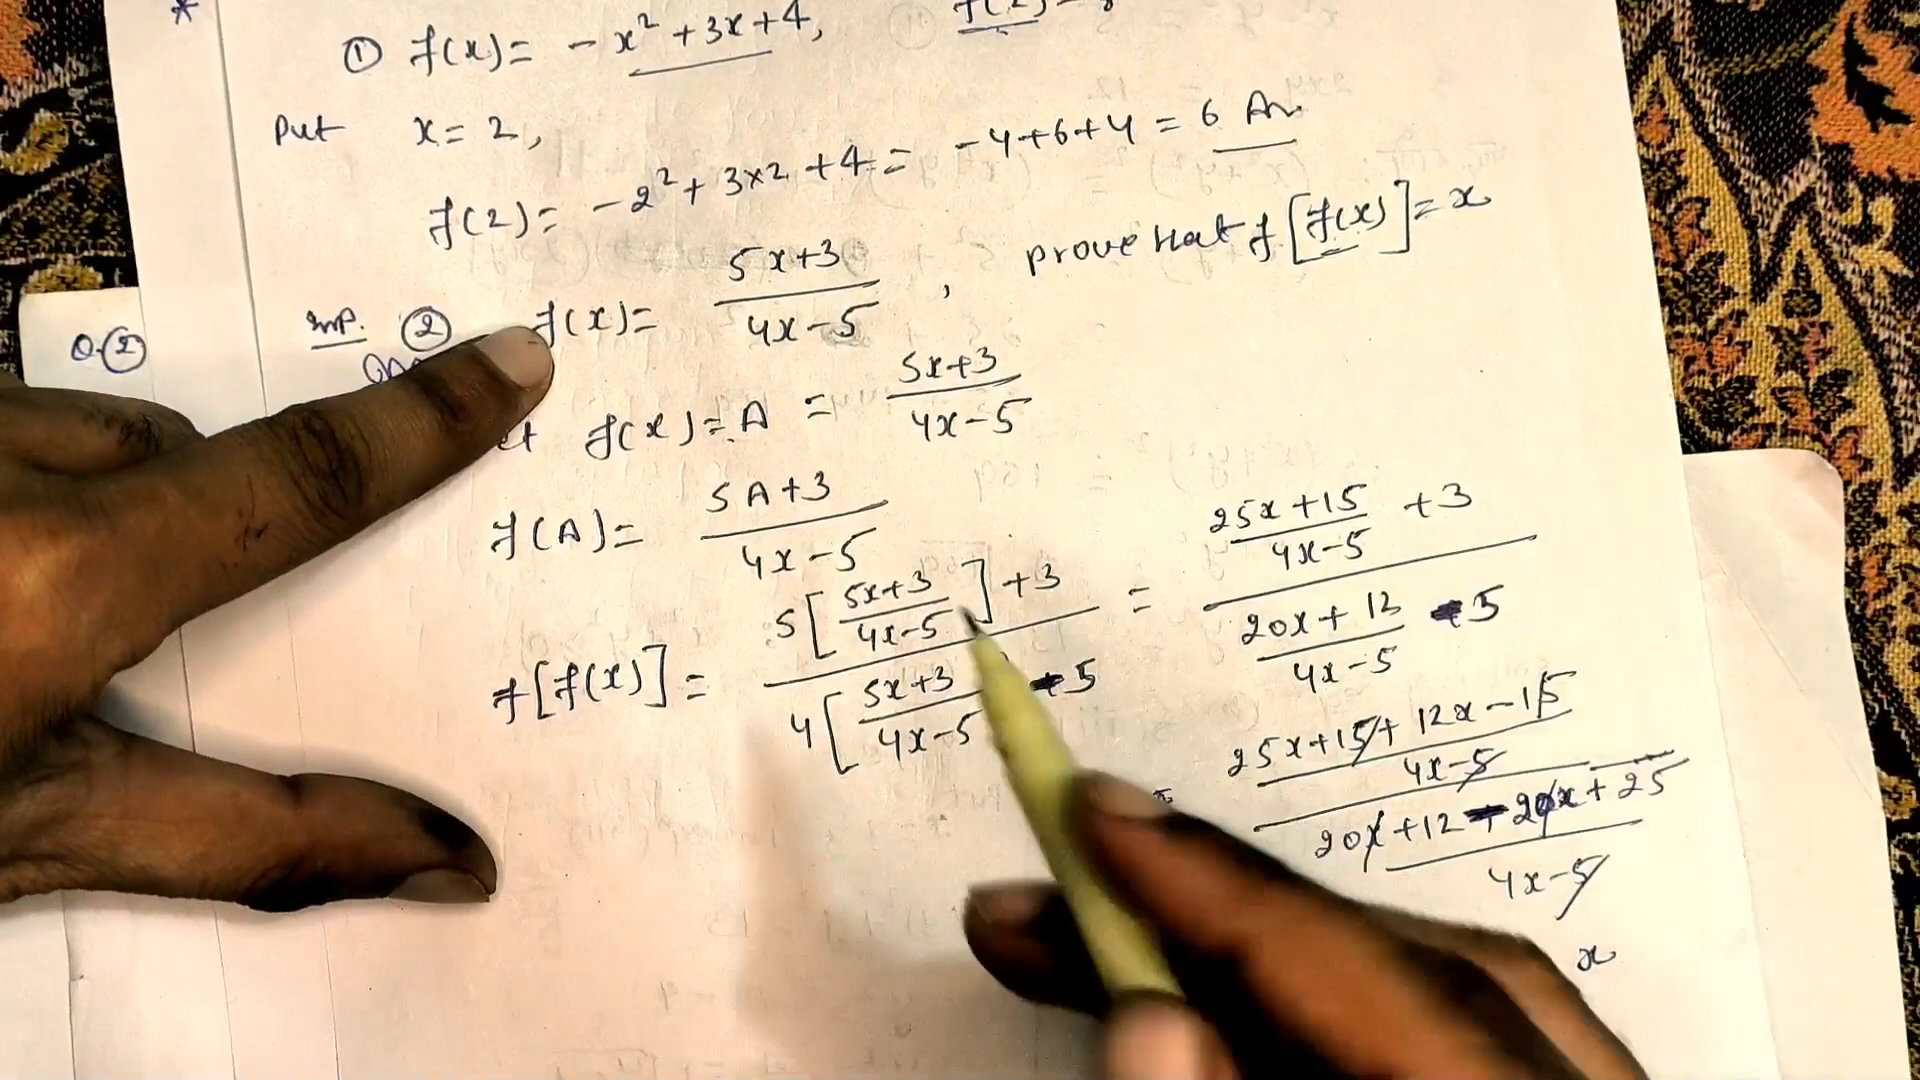 *
① f(x) = -x² + 3x + 4,
Put x = 2,
f(2) = -2² + 3×2 + 4 = -4+6+4 = 6 An.
Imp. ② f(x) = (5x+3)/(4x-5) , prove that f[f(x)] = x
Q.②
f(x) = A = (5x+3)/(4x-5)
f(A) = (5A+3)/(4x-5)
f[f(x)] = (5[(5x+3)/(4x-5)]+3)/(4[(5x+3)/(4x-5) -5) = ((25x+15)/(4x-5) +3)/((20x+12)/(4x-5) -5)
((25x+15+12x-15)/(4x-5))/((20x+12-20x+25)/(4x-5))
x